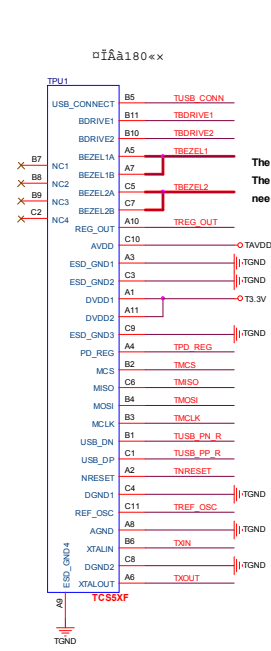 ¤ÏÂà180«×
TPU1
USB_CONNECT B5 TUSB_CONN
BDRIVE1 B11 TBDRIVE1
BDRIVE2 B10 TBDRIVE2
BEZEL1A A5 TBEZEL1
The
B7 NC1
BEZEL1B A7
The
B8 NC2
BEZEL2A C5 TBEZEL2
nee
B9 NC3
BEZEL2B C7
C2 NC4
REG_OUT A10 TREG_OUT
AVDD C10 TAVDD
ESD_GND1 A3 TGND
ESD_GND2 C3
DVDD1 A1 T3.3V
DVDD2 A11
ESD_GND3 C9 TGND
PD_REG A4 TPD_REG
MCS B2 TMCS
MISO C6 TMISO
MOSI B4 TMOSI
MCLK B3 TMCLK
USB_DN B1 TUSB_PN_R
USB_DP C1 TUSB_PP_R
NRESET A2 TNRESET
DGND1 C4 TGND
REF_OSC C11 TREF_OSC
AGND A8 TGND
XTALIN B6 TXIN
DGND2 C8 TGND
XTALOUT A6 TXOUT
ESD_GND4
TCS5XF
A9
TGND